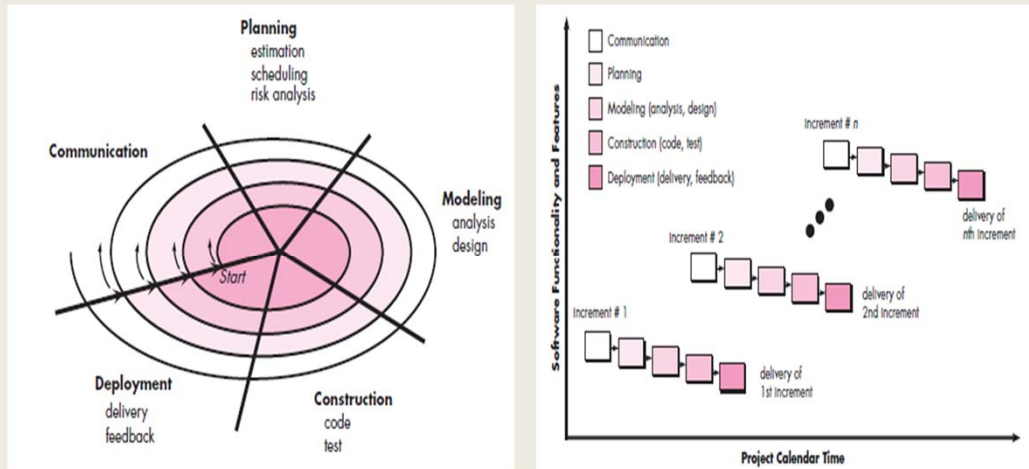 Planning
estimation
scheduling
risk analysis
Communication
Modeling
analysis
design
Start
Deployment
delivery
feedback
Construction
code
test
Software Functionality and Features
Communication
Planning
Modeling (analysis, design)
Construction (code, test)
Deployment (delivery, feedback)
Increment # n
delivery of
nth increment
Increment # 2
delivery of
2nd increment
Increment # 1
delivery of
1st increment
Project Calendar Time